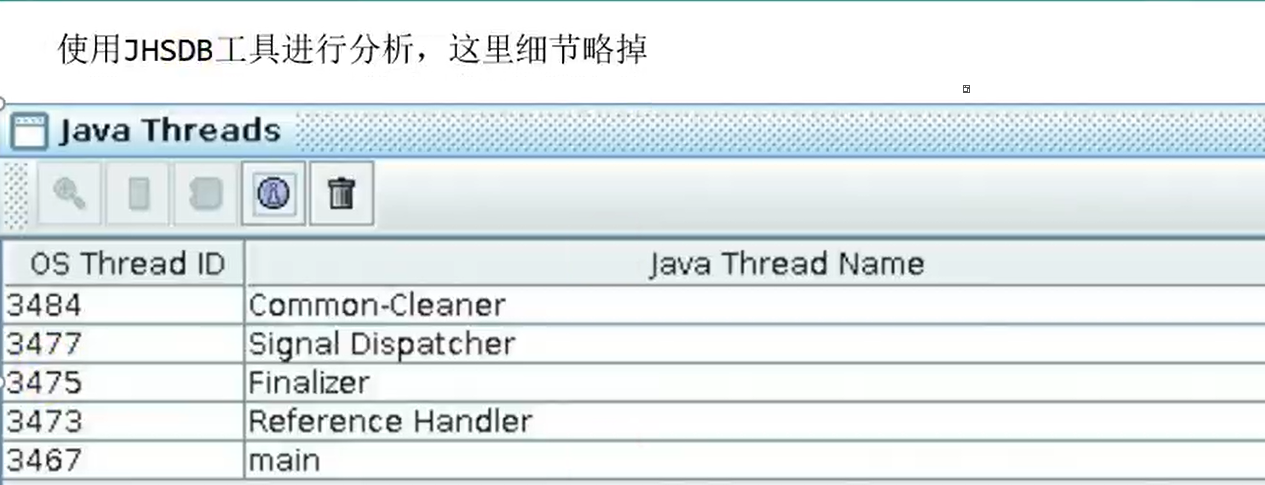 使用JHSDB工具进行分析，这里细节略掉
Java Threads
OS Thread ID Java Thread Name
3484 Common-Cleaner
3477 Signal Dispatcher
3475 Finalizer
3473 Reference Handler
3467 main